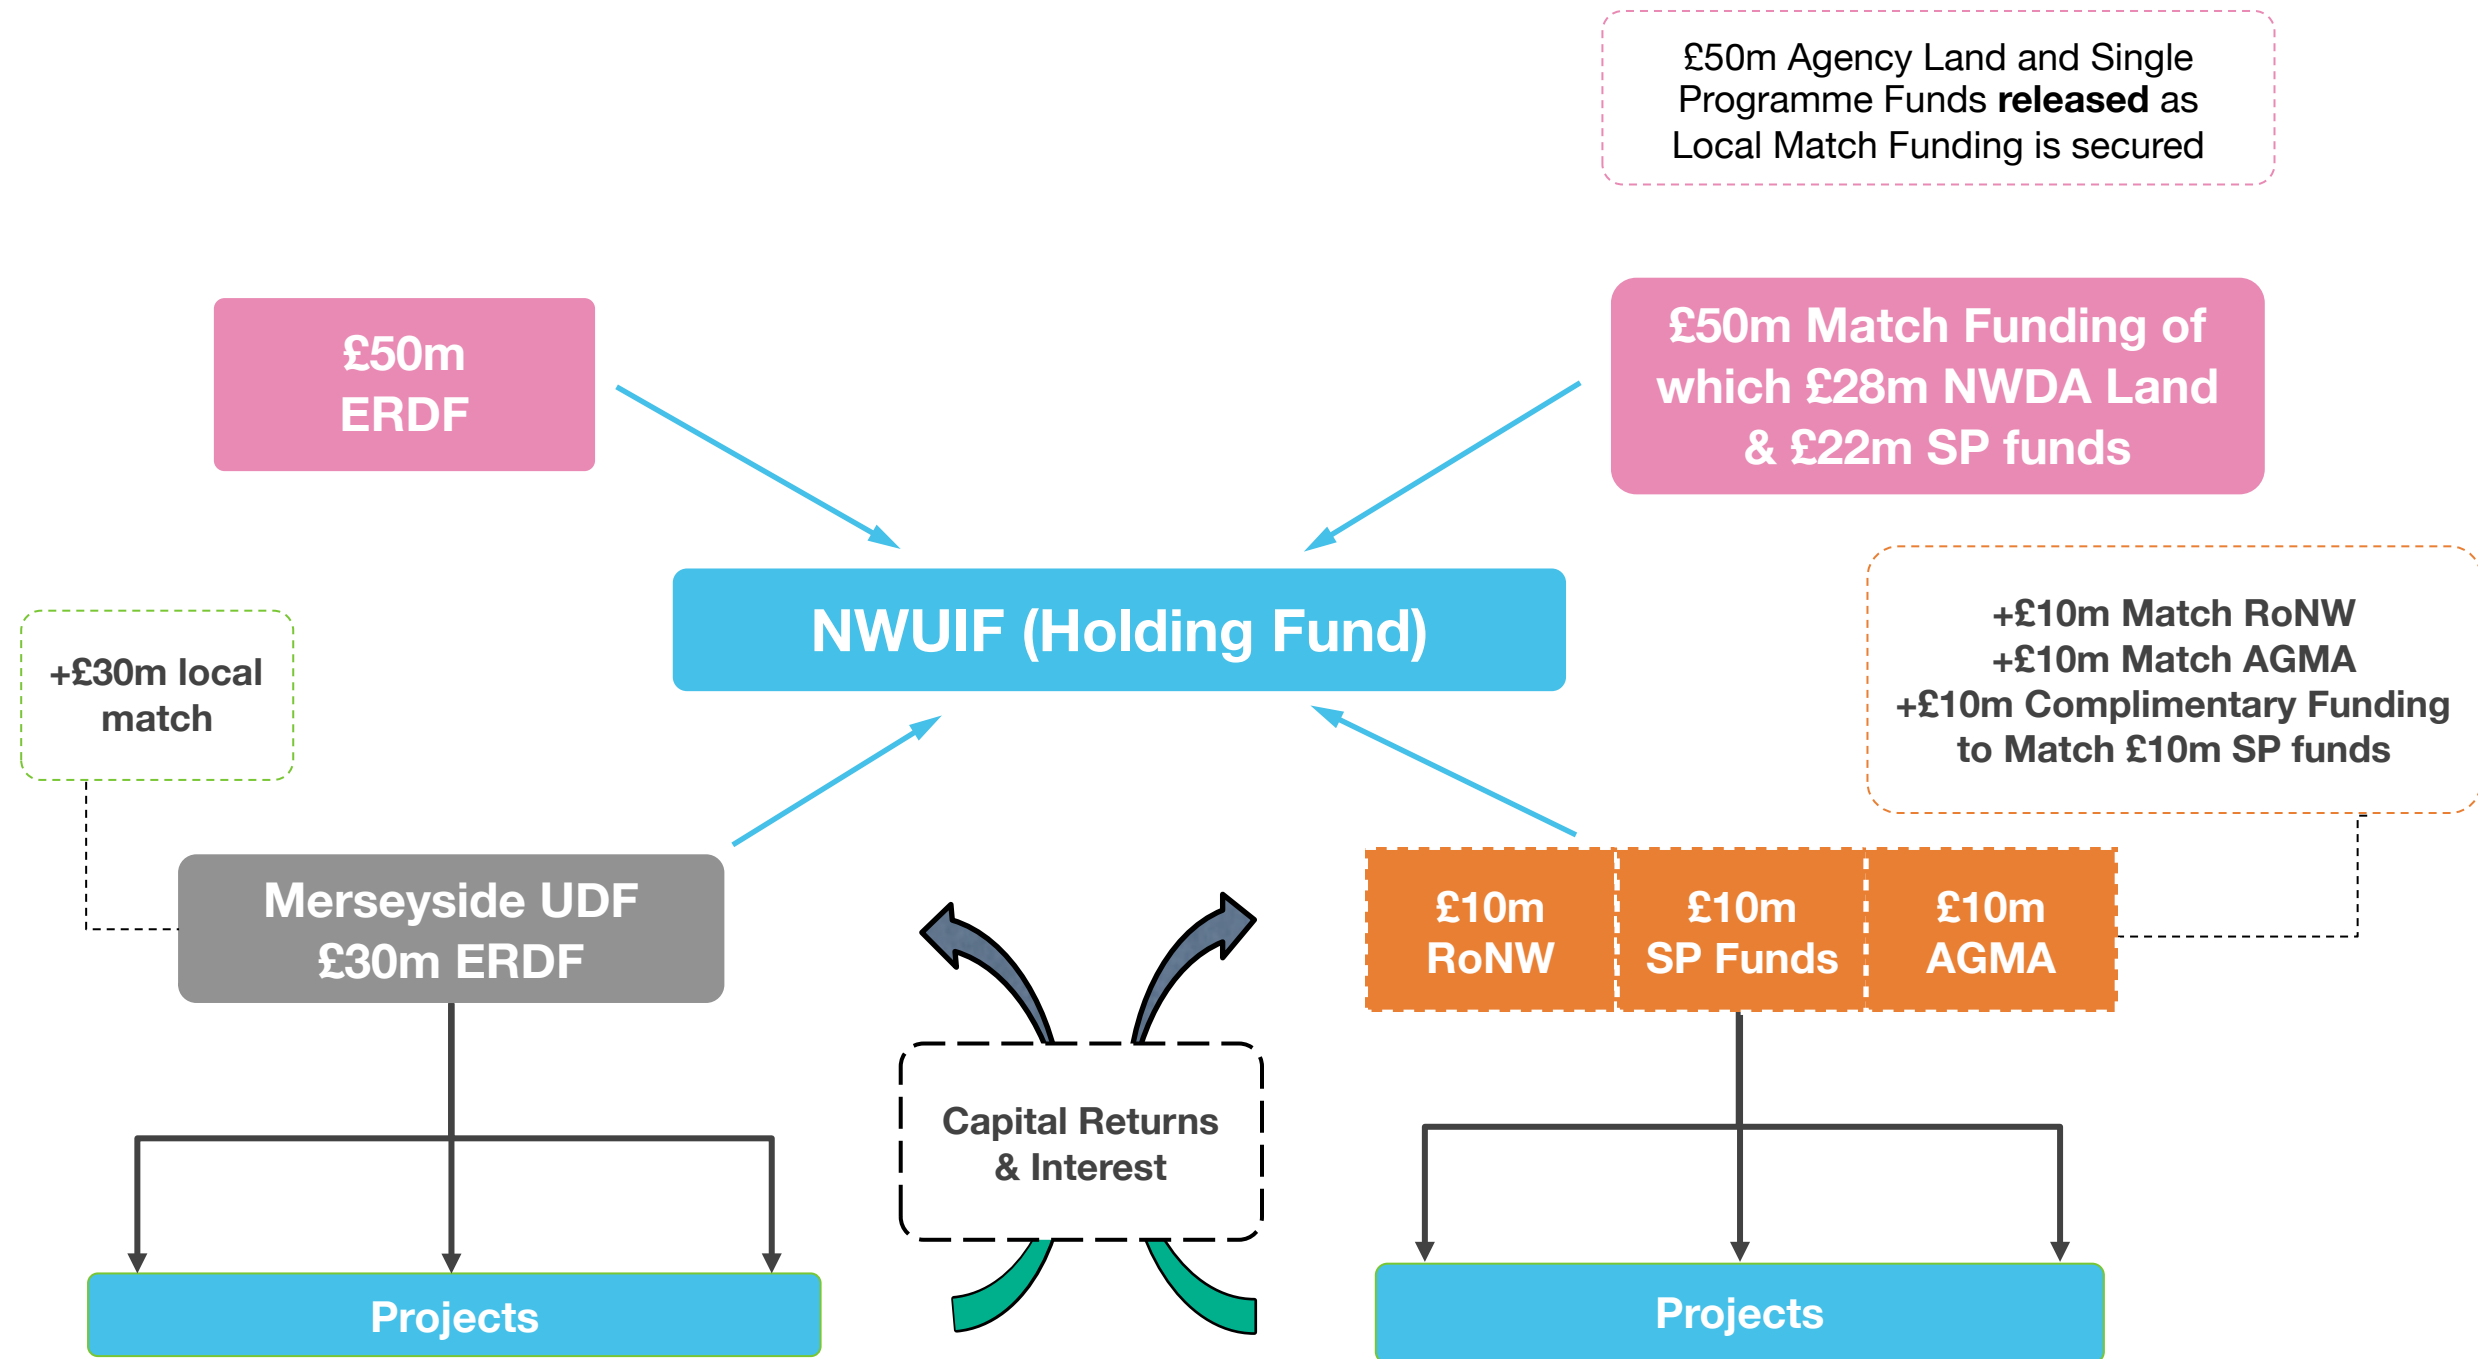 £50m Agency Land and Single
Programme Funds released as
Local Match Funding is secured
£50m
ERDF
£50m Match Funding of
which £28m NWDA Land
& £22m SP funds
NWUIF (Holding Fund)
+£30m local
match
+£10m Match RoNW
+£10m Match AGMA
+£10m Complimentary Funding
to Match £10m SP funds
Merseyside UDF
£30m ERDF
£10m
RoNW
£10m
SP Funds
£10m
AGMA
Capital Returns
& Interest
Projects
Projects